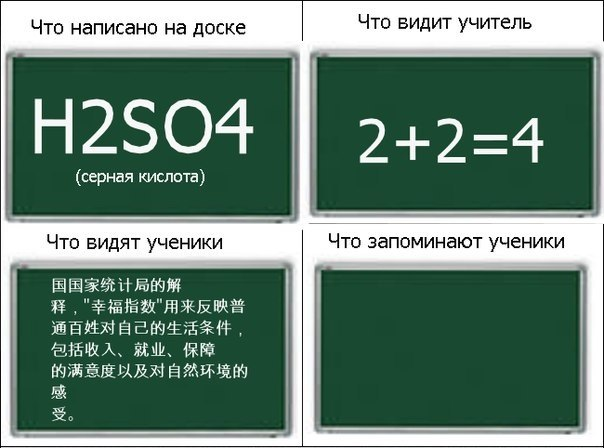 Что написано на доске
H2SO4
(серная кислота)
Что видит учитель
2+2=4
Что видят ученики
国国家统计局的解
释，"幸福指数"用来反映普
通百姓对自己的生活条件，
包括收入、就业、保障
的满意度以及对自然环境的
感
受。
Что запоминают ученики